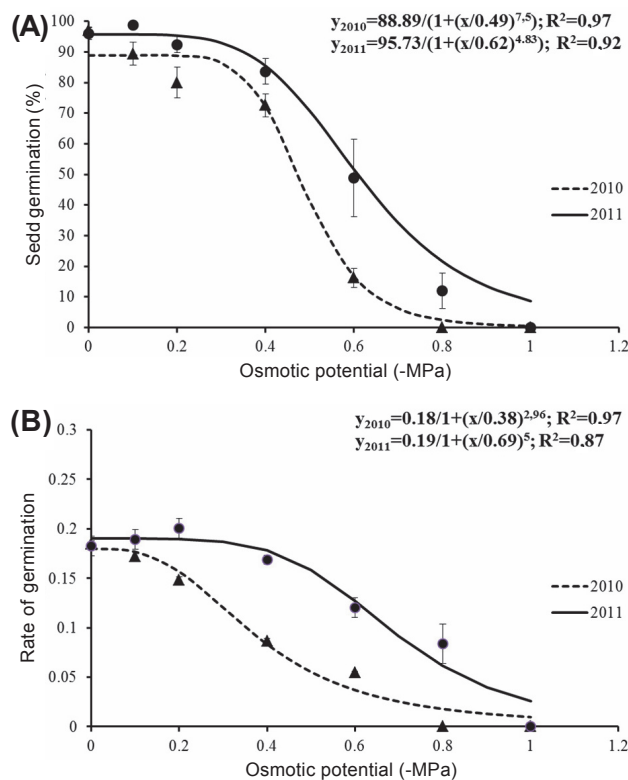 (A)
y2010=88.89/(1+(x/0.49)^7,5); R²=0.97
y2011=95.73/(1+(x/0.62)^4.83); R²=0.92
100
90
80
70
60
50
40
30
20
10
0
Sedd germination (%)
2010
2011
0 0.2 0.4 0.6 0.8 1 1.2
Osmotic potential (-MPa)
(B)
y2010=0.18/1+(x/0.38)^2,96; R²=0.97
y2011=0.19/1+(x/0.69)^5; R²=0.87
0.3
0.25
0.2
0.15
0.1
0.05
0
Rate of germination
2010
2011
0 0.2 0.4 0.6 0.8 1 1.2
Osmotic potential (-MPa)